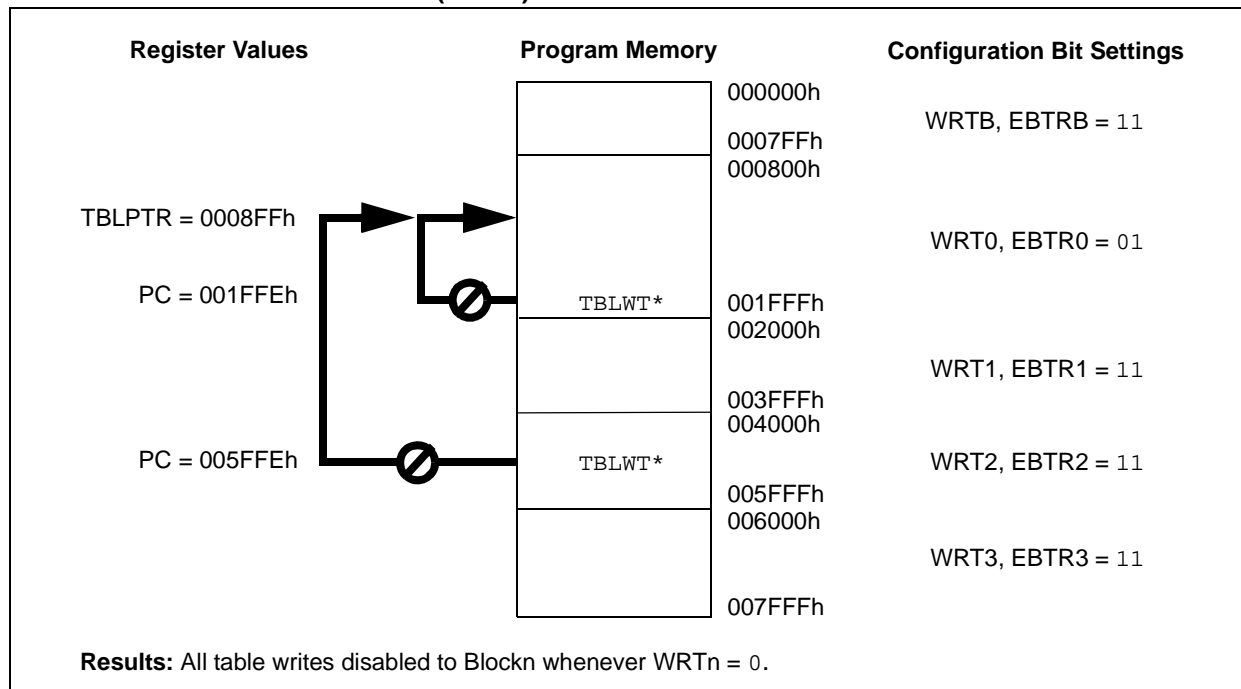 Register Values Program Memory Configuration Bit Settings
000000h
WRTB, EBTRB = 11
0007FFh
000800h
TBLPTR = 0008FFh
WRT0, EBTR0 = 01
PC = 001FFEh TBLWT* 001FFFh
002000h
WRT1, EBTR1 = 11
003FFFh
004000h
PC = 005FFEh TBLWT* WRT2, EBTR2 = 11
005FFFh
006000h
WRT3, EBTR3 = 11
007FFFh
Results: All table writes disabled to Blockn whenever WRTn = 0.